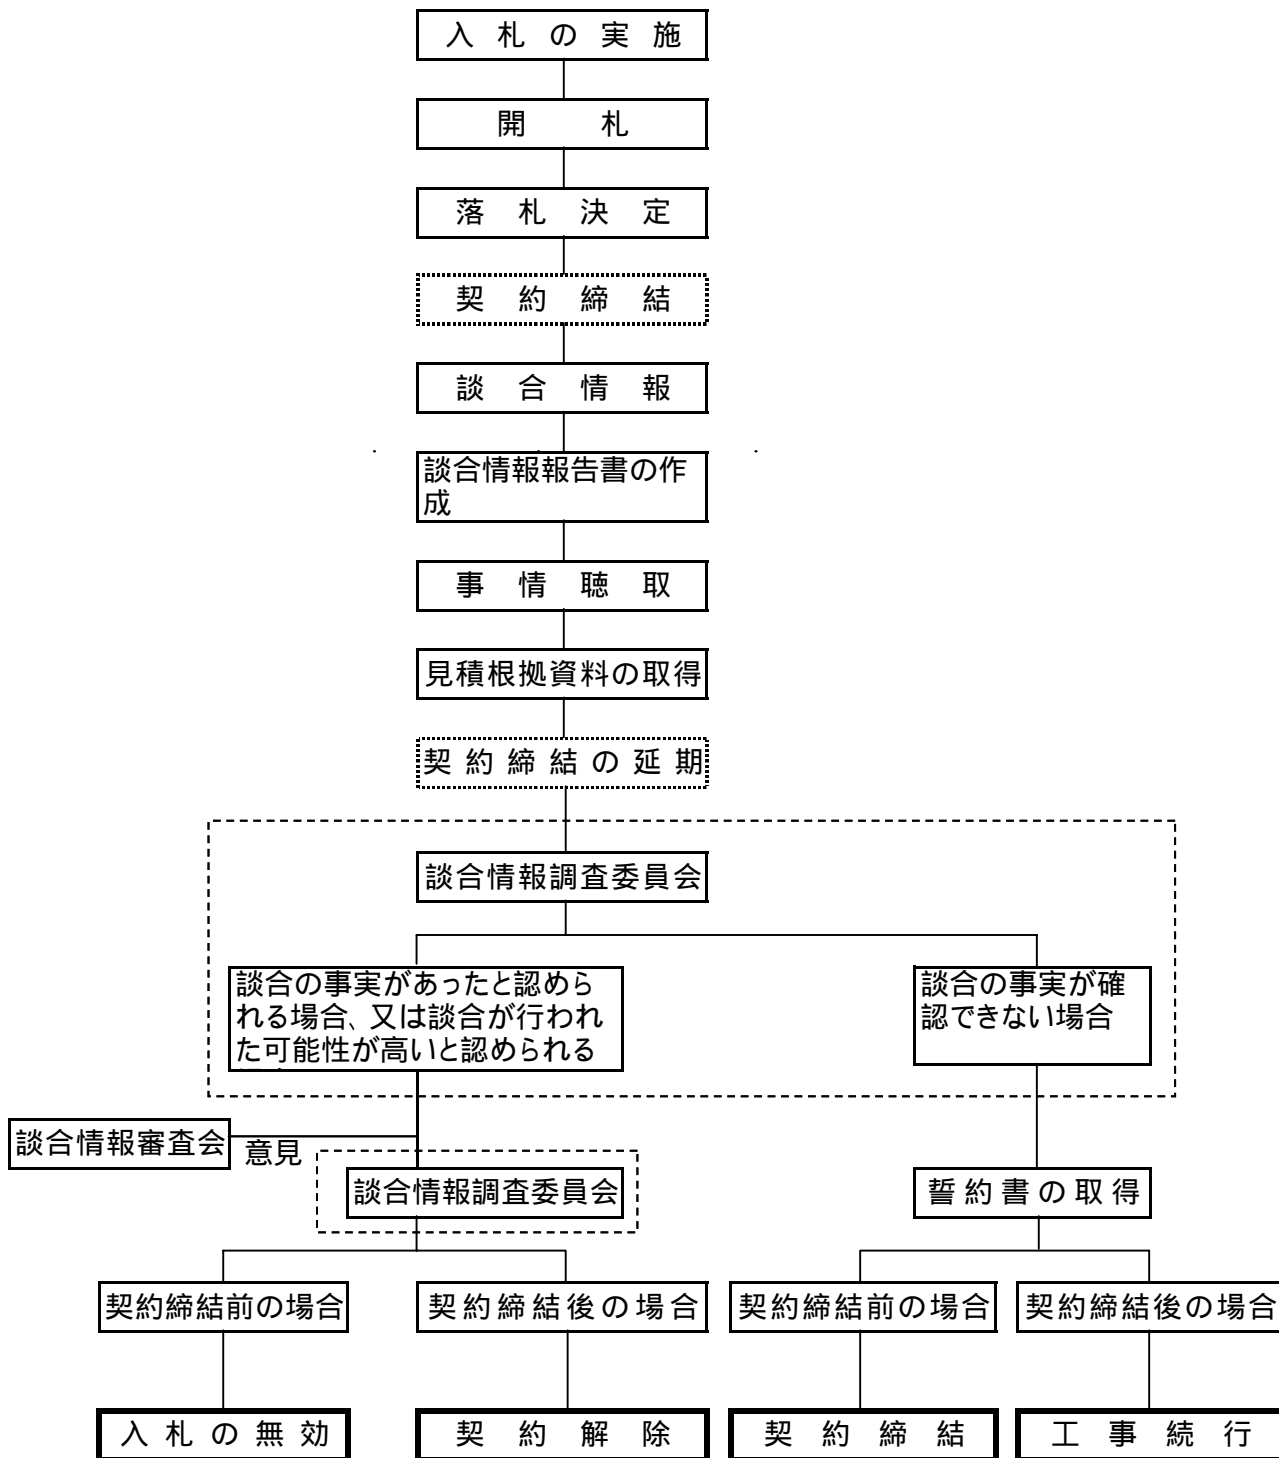 入札の実施
開札
落札決定
契約締結
談合情報
談合情報報告書の作
成
事情聴取
見積根拠資料の取得
契約締結の延期
談合情報調査委員会
談合の事実があったと認めら
れる場合、又は談合が行われ
た可能性が高いと認められる
談合の事実が確
認できない場合
談合情報審査会
意見
談合情報調査委員会
誓約書の取得
契約締結前の場合
契約締結後の場合
契約締結前の場合
契約締結後の場合
入札の無効
契約解除
契約締結
工事続行